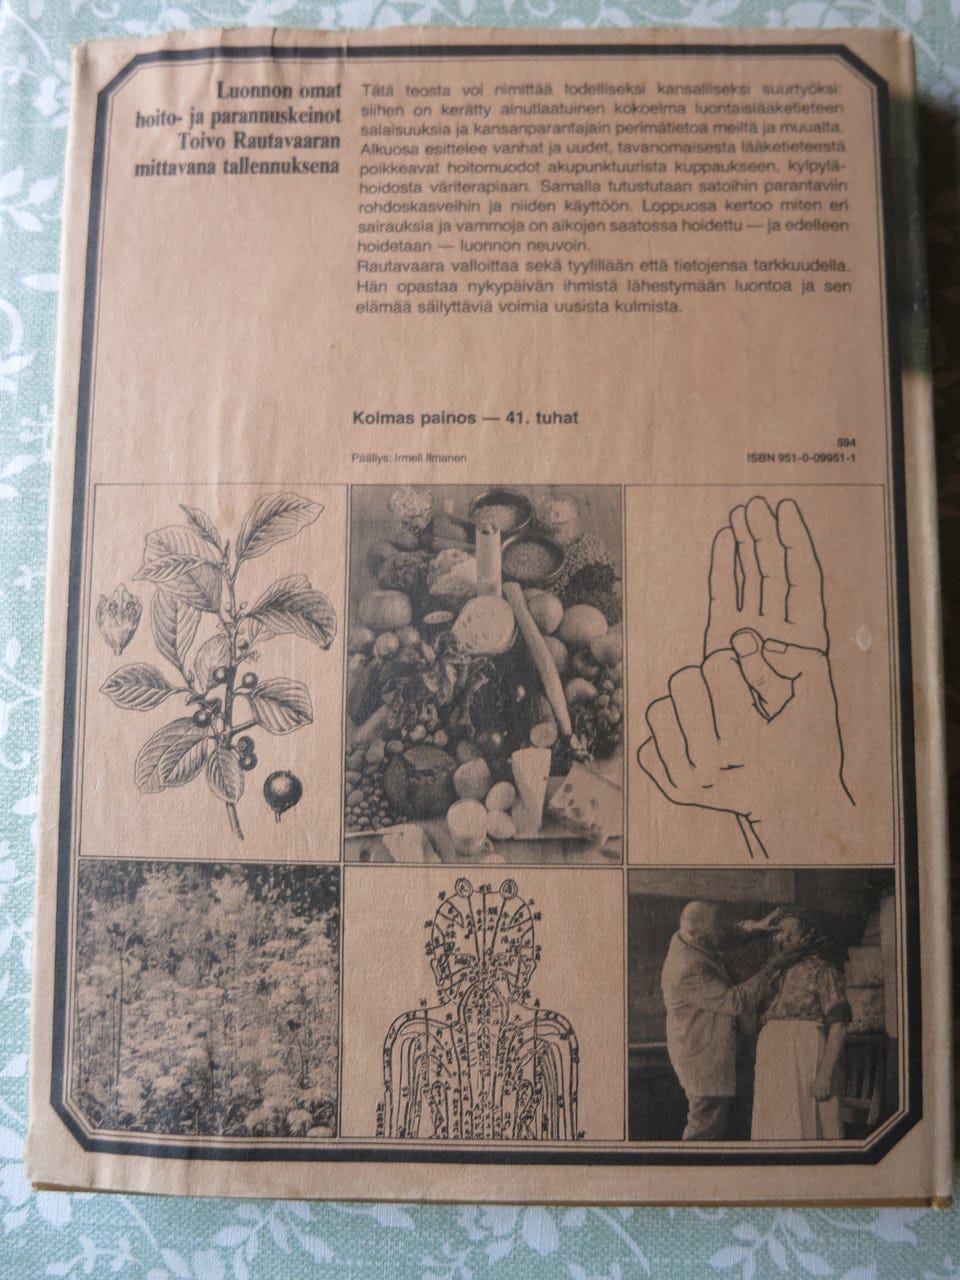 Luonnon omat
hoito- ja parannuskeinot
Toivo Rautavaaran
mittavana tallennuksena
Tätä teosta voi nimittää todelliseksi kansalliseksi suurtyöksi:
siihen on kerätty ainutlaatuinen kokoelma luontaislääketieteen
salaisuuksia ja kansanparantajain perimätietoa meiltä ja muualta.
Alkuosa esittelee vanhat ja uudet, tavanomaisesta lääketieteestä
poikkeavat hoitomuodot akupunktuurista kuppaukseen, kylpylä-
hoidosta väriterapiaan. Samalla tutustutaan satoihin parantaviin
rohdoskasveihin ja niiden käyttöön. Loppuosa kertoo miten eri
sairauksia ja vammoja on aikojen saatossa hoidettu — ja edelleen
hoidetaan — luonnon neuvoin.
Rautavaara valloittaa sekä tyylillään että tietojensa tarkkuudella.
Hän opastaa nykypäivän ihmistä lähestymään luontoa ja sen
elämää säilyttäviä voimia uusista kulmista.
Kolmas painos — 41. tuhat
Päällys: Irmeli Ilmanen
594
ISBN 951-0-09951-1